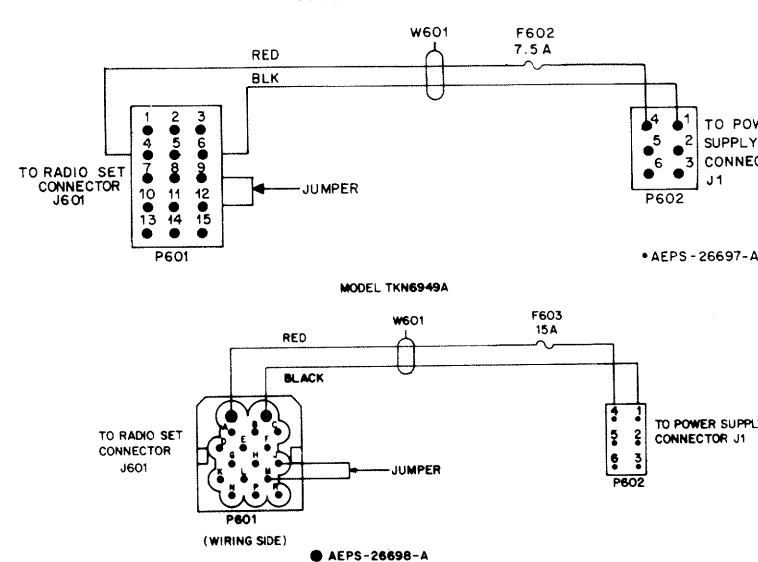 W601
F602
7.5 A
RED
BLK
1 2 3
4 5 6
7 8 9
10 11 12
13 14 15
TO RADIO SET
CONNECTOR
J601
JUMPER
P601
4 1
5 2
6 3
TO
SUPPLY
J1
P602
• AEPS-26697-A
MODEL TKN6949A
W601
F603
15A
RED
BLACK
A B C
D E F
G H J
K L M
N P R
TO RADIO SET
CONNECTOR
J601
JUMPER
P601
(WIRING SIDE)
4 1
5 2
6 3
TO POWER
CONNECTOR J1
P602
● AEPS-26698-A